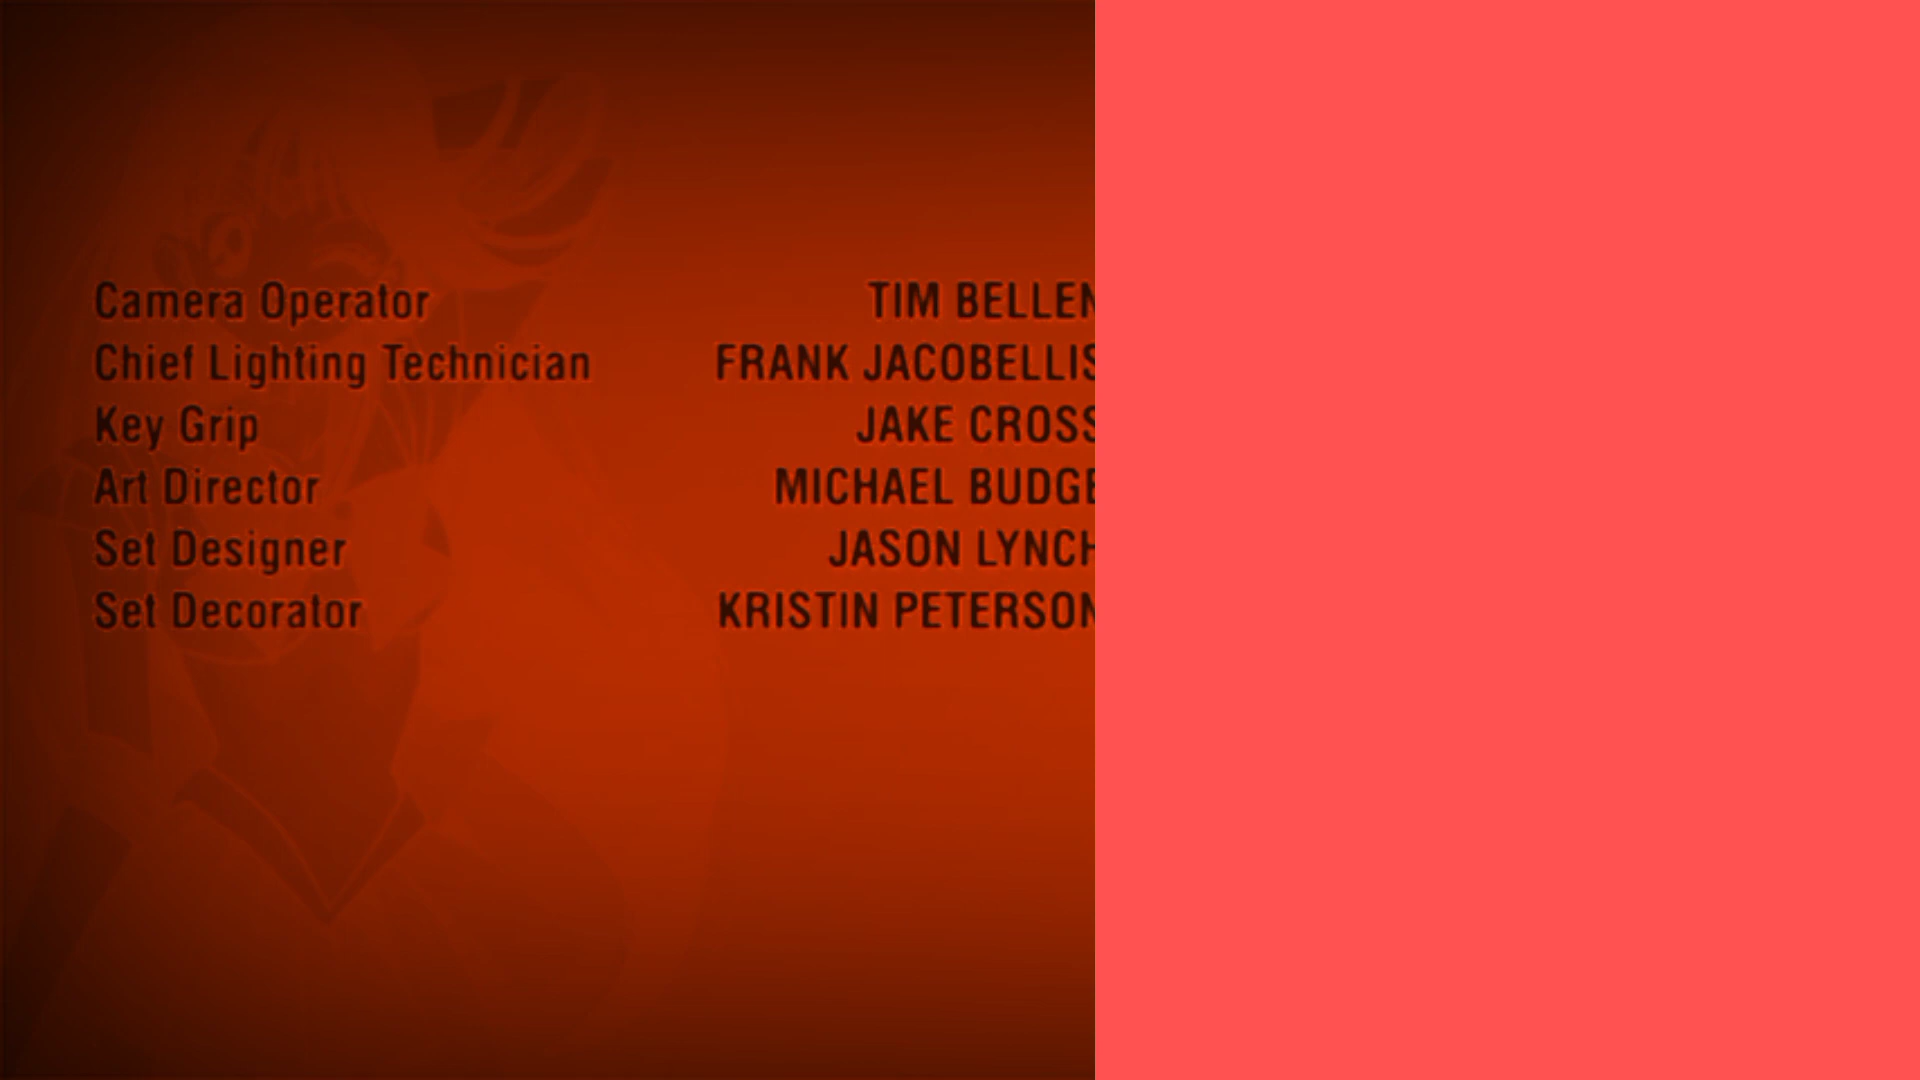 Camera Operator TIM BELLEN
Chief Lighting Technician FRANK JACOBELLIS
Key Grip JAKE CROSS
Art Director MICHAEL BUDGE
Set Designer JASON LYNCH
Set Decorator KRISTIN PETERSON